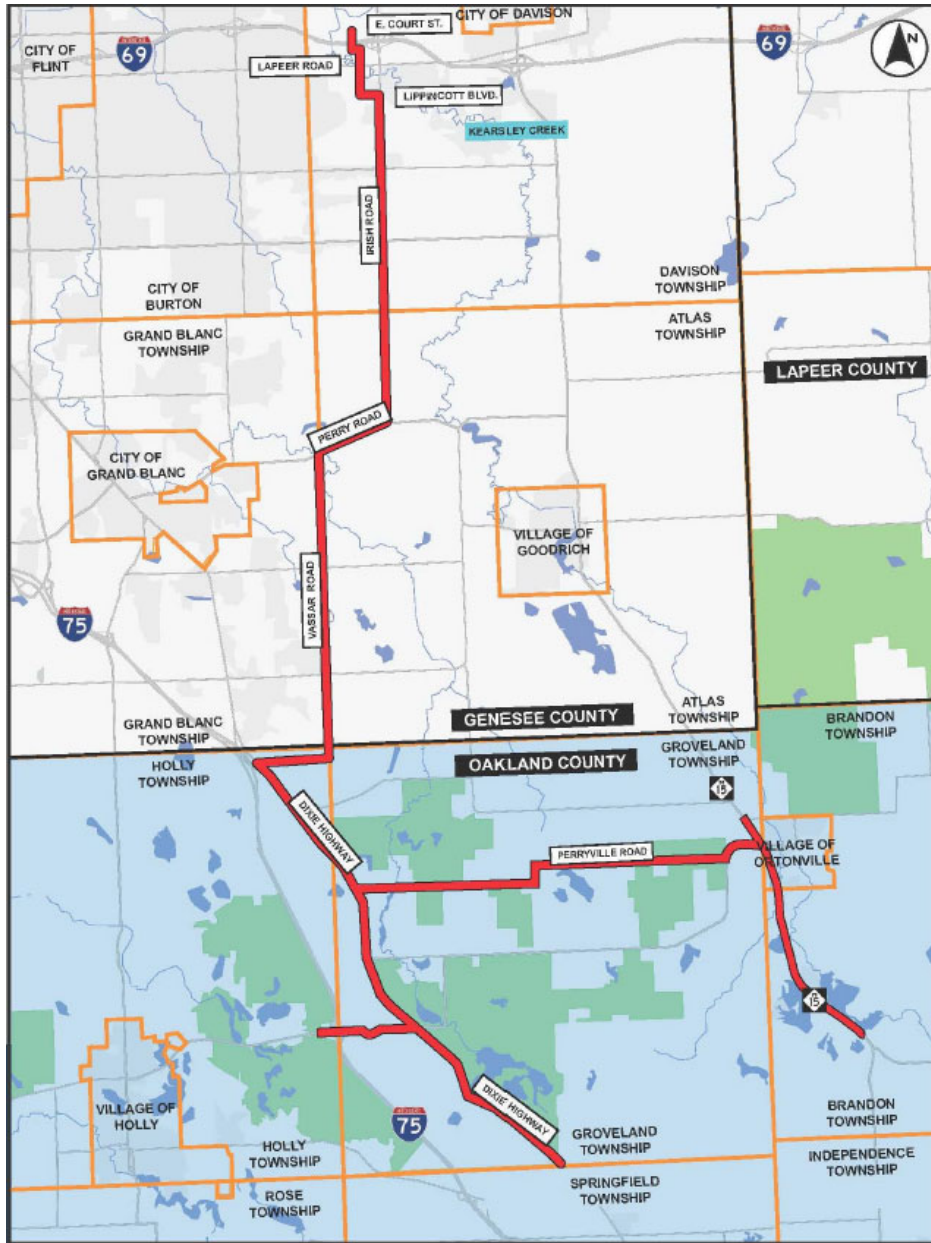 E. COURT ST.
CITY OF DAVISON
CITY OF
FLINT
69
LAPEER ROAD
69
N
LIPPINCOTT BLVD.
KEARSLEY CREEK
IRISH ROAD
CITY OF
BURTON
DAVISON
TOWNSHIP
GRAND BLANC
TOWNSHIP
ATLAS
TOWNSHIP
LAPEER COUNTY
PERRY ROAD
CITY OF
GRAND BLANC
VILLAGE OF
GOODRICH
VASSAR ROAD
75
GRAND BLANC
TOWNSHIP
GENESEE COUNTY
ATLAS
TOWNSHIP
BRANDON
TOWNSHIP
HOLLY
TOWNSHIP
OAKLAND COUNTY
GROVELAND
TOWNSHIP
M
15
DIXIE HIGHWAY
PERRYVILLE ROAD
VILLAGE OF
ORTONVILLE
M
15
VILLAGE OF
HOLLY
75
DIXIE HIGHWAY
BRANDON
TOWNSHIP
HOLLY
TOWNSHIP
GROVELAND
TOWNSHIP
INDEPENDENCE
TOWNSHIP
ROSE
TOWNSHIP
SPRINGFIELD
TOWNSHIP